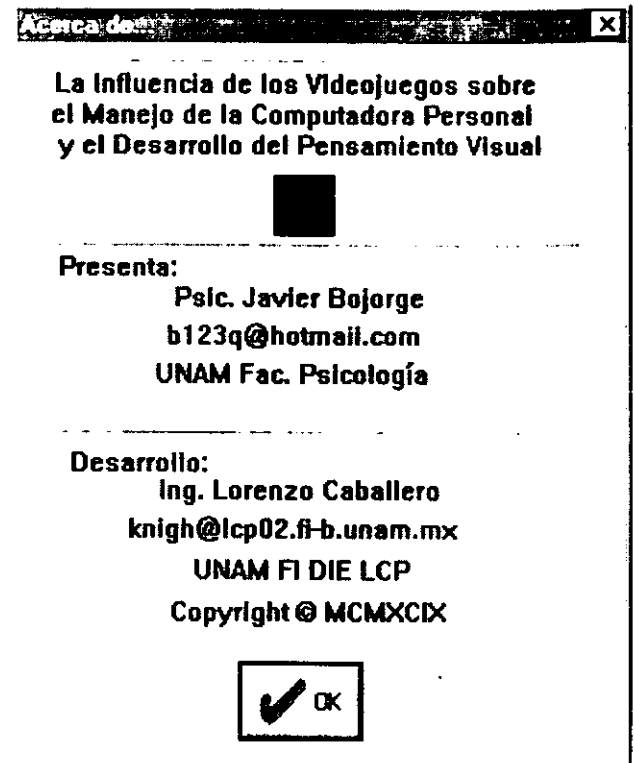 Acerca de...
La Influencia de los Videojuegos sobre
el Manejo de la Computadora Personal
y el Desarrollo del Pensamiento Visual
Presenta:
Psic. Javier Bojorge
b123q@hotmail.com
UNAM Fac. Psicología
Desarrollo:
Ing. Lorenzo Caballero
knigh@lcp02.fi-b.unam.mx
UNAM FI DIE LCP
Copyright © MCMXCIX
OK